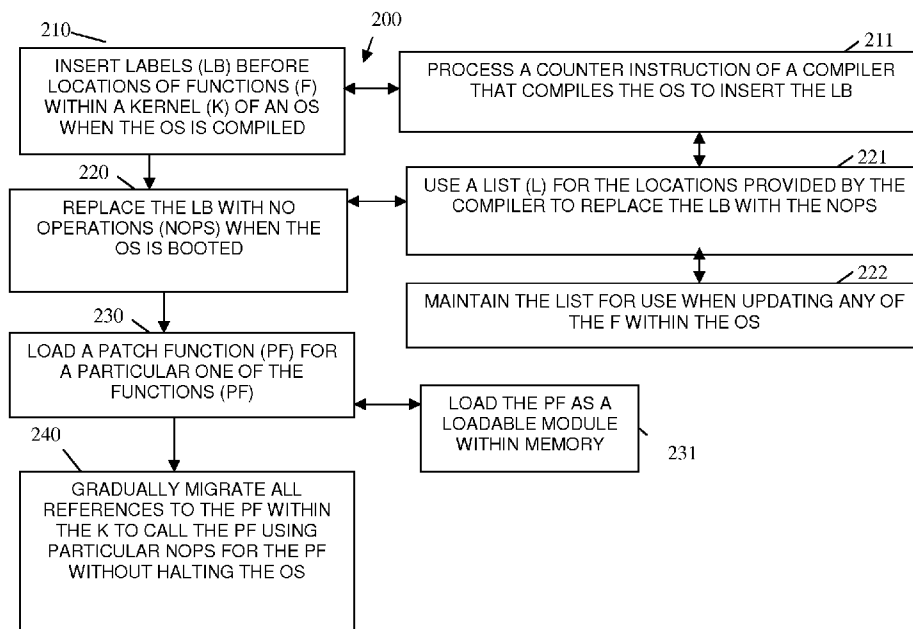 210
200
211
INSERT LABELS (LB) BEFORE
LOCATIONS OF FUNCTIONS (F)
WITHIN A KERNEL (K) OF AN OS
WHEN THE OS IS COMPILED
PROCESS A COUNTER INSTRUCTION OF A COMPILER
THAT COMPILES THE OS TO INSERT THE LB
220
221
REPLACE THE LB WITH NO
OPERATIONS (NOPS) WHEN THE
OS IS BOOTED
USE A LIST (L) FOR THE LOCATIONS PROVIDED BY THE
COMPILER TO REPLACE THE LB WITH THE NOPS
222
MAINTAIN THE LIST FOR USE WHEN UPDATING ANY OF
THE F WITHIN THE OS
230
LOAD A PATCH FUNCTION (PF) FOR
A PARTICULAR ONE OF THE
FUNCTIONS (PF)
LOAD THE PF AS A
LOADABLE MODULE
WITHIN MEMORY
231
240
GRADUALLY MIGRATE ALL
REFERENCES TO THE PF WITHIN
THE K TO CALL THE PF USING
PARTICULAR NOPS FOR THE PF
WITHOUT HALTING THE OS